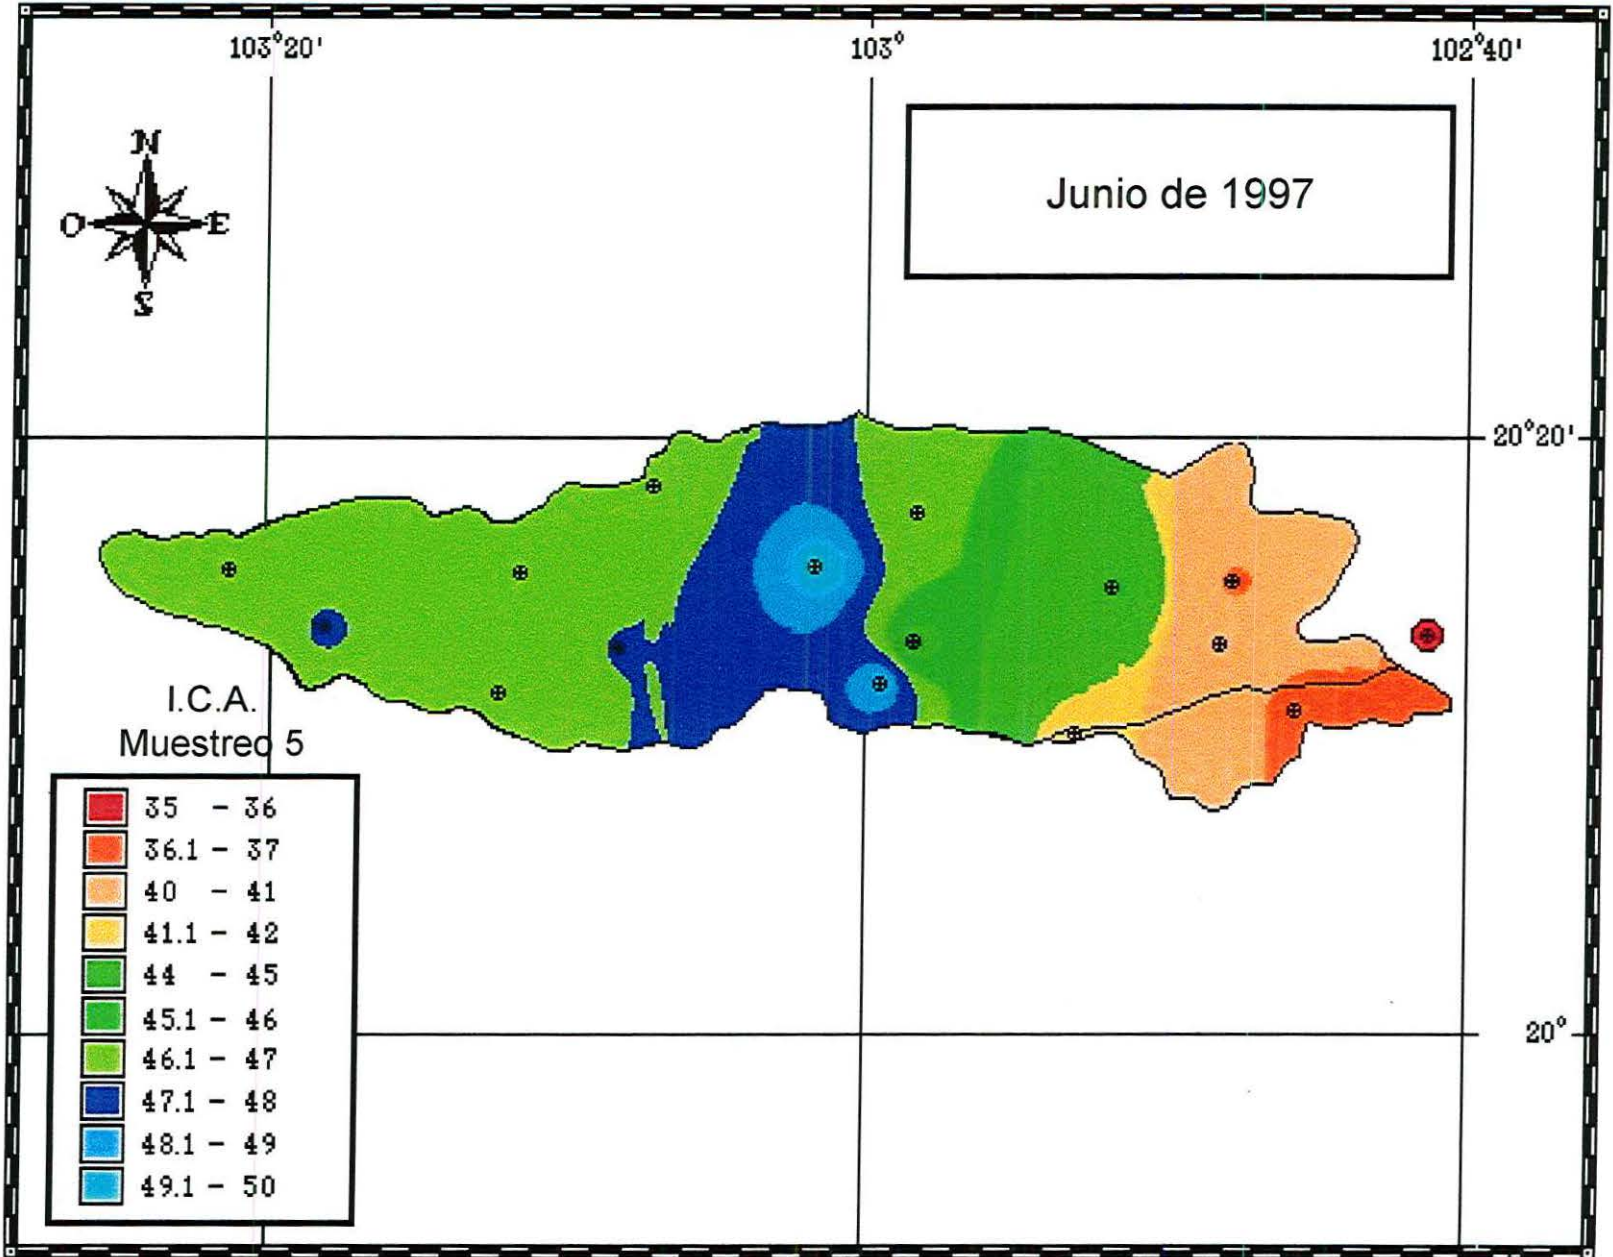 103°20'
103°
102°40'
N
O
E
S
Junio de 1997
20°20'
I.C.A.
Muestreo 5
35 - 36
36.1 - 37
40 - 41
41.1 - 42
44 - 45
45.1 - 46
46.1 - 47
47.1 - 48
48.1 - 49
49.1 - 50
20°